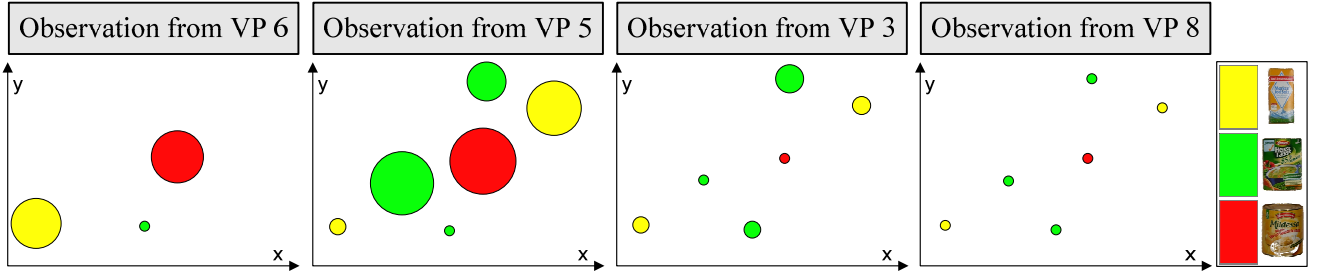 Observation from VP 6
Observation from VP 5
Observation from VP 3
Observation from VP 8
y
y
y
y
x
x
x
x